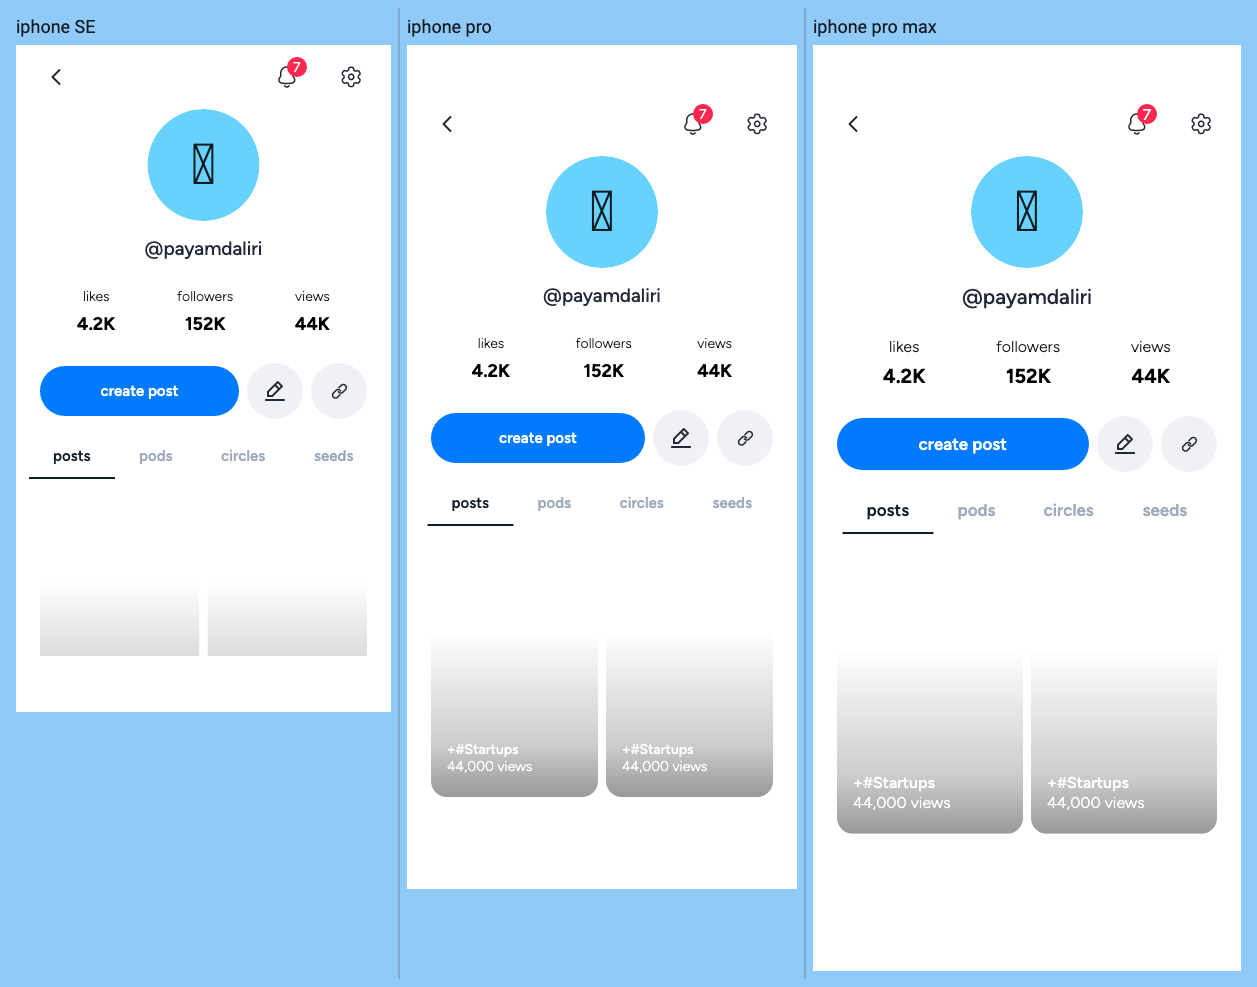 iphone SE
7
@payamdaliri
likes followers views
4.2K 152K 44K
create post
posts pods circles seeds
iphone pro
7
@payamdaliri
likes followers views
4.2K 152K 44K
create post
posts pods circles seeds
+#Startups +#Startups
44,000 views 44,000 views
iphone pro max
7
@payamdaliri
likes followers views
4.2K 152K 44K
create post
posts pods circles seeds
+#Startups +#Startups
44,000 views 44,000 views